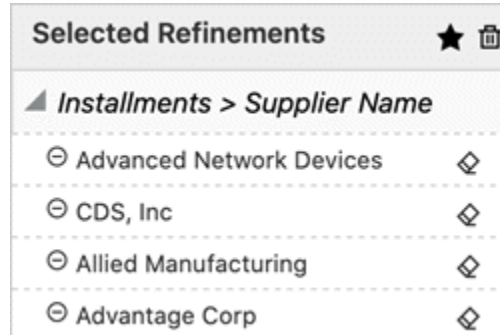 Selected Refinements
Installments > Supplier Name
Advanced Network Devices
CDS, Inc
Allied Manufacturing
Advantage Corp